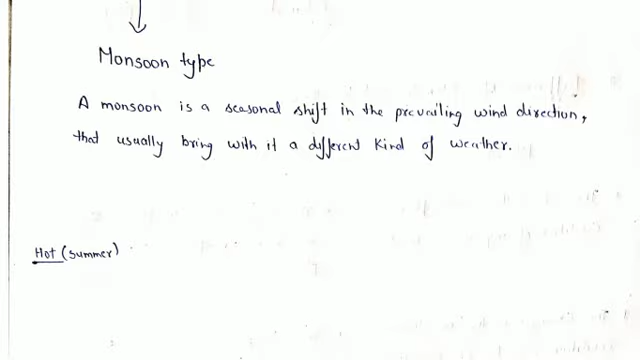 Monsoon type
A monsoon is a seasonal shift in the prevailing wind direction,
that usually bring with it a different kind of weather.
Hot (summer)